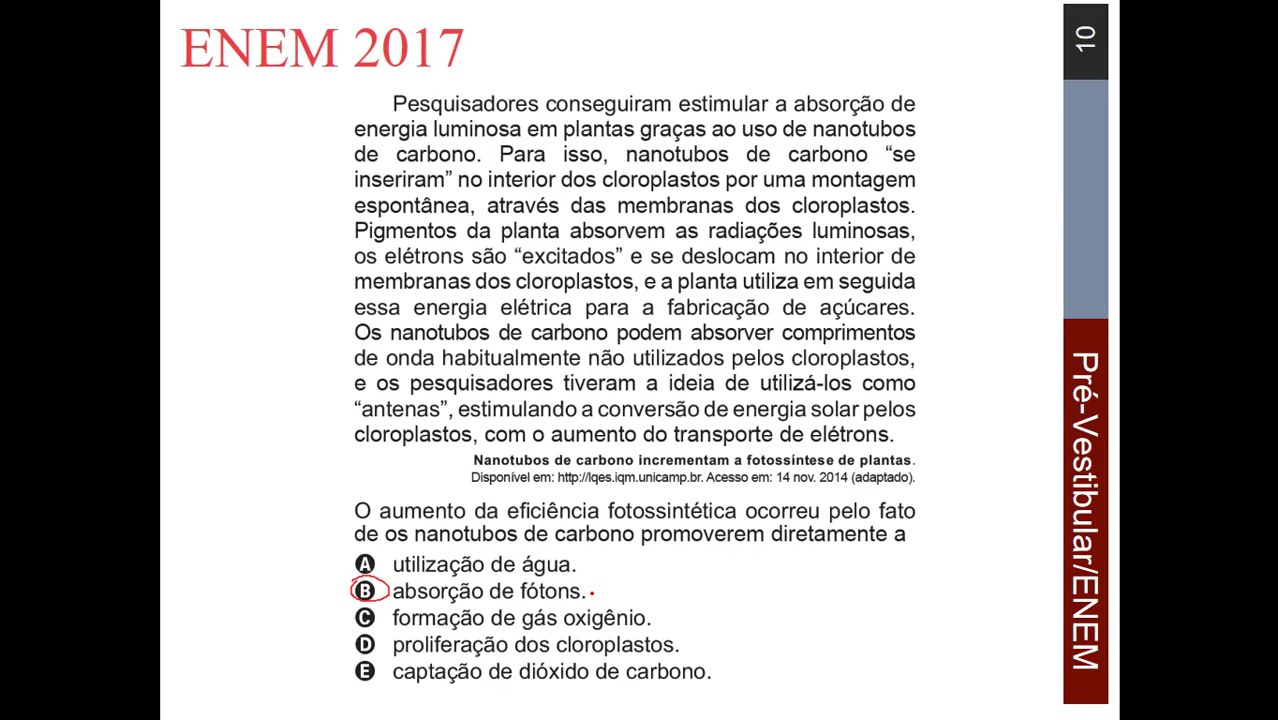 ENEM 2017
Pesquisadores conseguiram estimular a absorção de
energia luminosa em plantas graças ao uso de nanotubos
de carbono. Para isso, nanotubos de carbono “se
inseriram” no interior dos cloroplastos por uma montagem
espontânea, através das membranas dos cloroplastos.
Pigmentos da planta absorvem as radiações luminosas,
os elétrons são “excitados” e se deslocam no interior de
membranas dos cloroplastos, e a planta utiliza em seguida
essa energia elétrica para a fabricação de açúcares.
Os nanotubos de carbono podem absorver comprimentos
de onda habitualmente não utilizados pelos cloroplastos,
e os pesquisadores tiveram a ideia de utilizá-los como
“antenas”, estimulando a conversão de energia solar pelos
cloroplastos, com o aumento do transporte de elétrons.
Nanotubos de carbono incrementam a fotossíntese de plantas.
Disponível em: http://lqes.iqm.unicamp.br. Acesso em: 14 nov. 2014 (adaptado).
O aumento da eficiência fotossintética ocorreu pelo fato
de os nanotubos de carbono promoverem diretamente a
A utilização de água.
B absorção de fótons.
C formação de gás oxigênio.
D proliferação dos cloroplastos.
E captação de dióxido de carbono.
10
Pré-Vestibular/ENEM